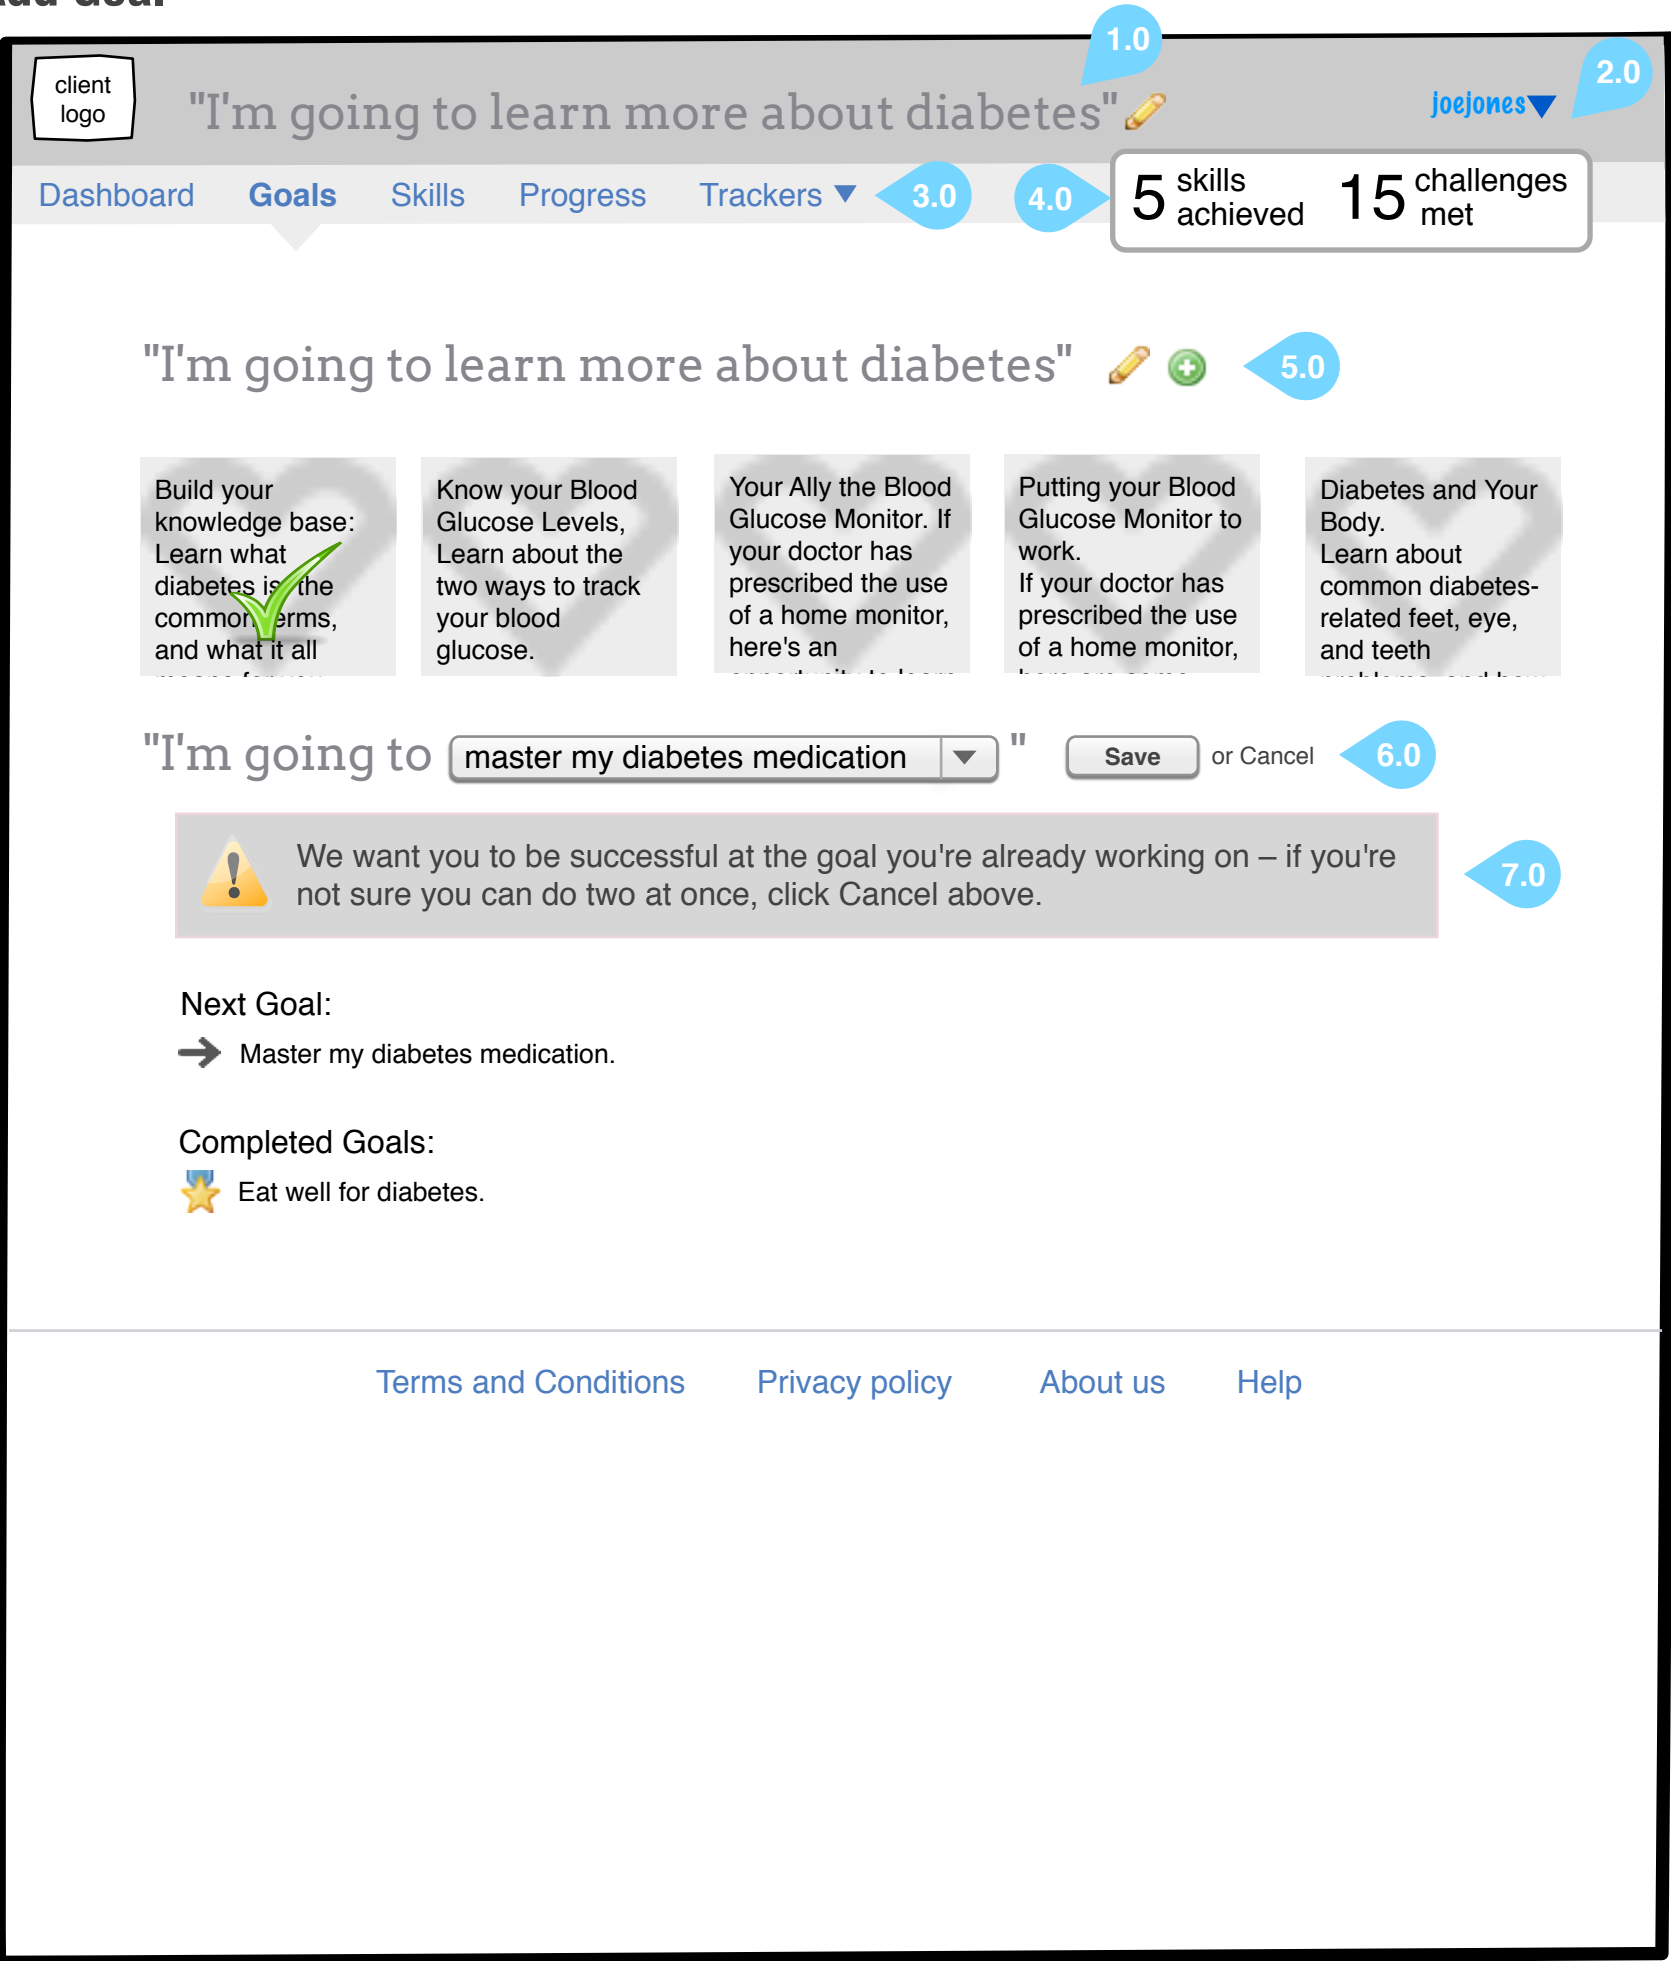 1.0
2.0
client
logo
"I'm going to learn more about diabetes"
joejones
Dashboard Goals Skills Progress Trackers
3.0
4.0
5 skills achieved 15 challenges met
"I'm going to learn more about diabetes"
5.0
Build your
knowledge base:
Learn what
diabetes is, the
common terms,
and what it all
Know your Blood
Glucose Levels,
Learn about the
two ways to track
your blood
glucose.
Your Ally the Blood
Glucose Monitor. If
your doctor has
prescribed the use
of a home monitor,
here's an
opportunity to learn
Putting your Blood
Glucose Monitor to
work.
If your doctor has
prescribed the use
of a home monitor,
here are some
Diabetes and Your
Body.
Learn about
common diabetes-
related feet, eye,
and teeth
problems, and how
"I'm going to master my diabetes medication " Save or Cancel
6.0
We want you to be successful at the goal you're already working on – if you're
not sure you can do two at once, click Cancel above.
7.0
Next Goal:
Master my diabetes medication.
Completed Goals:
Eat well for diabetes.
Terms and Conditions Privacy policy About us Help